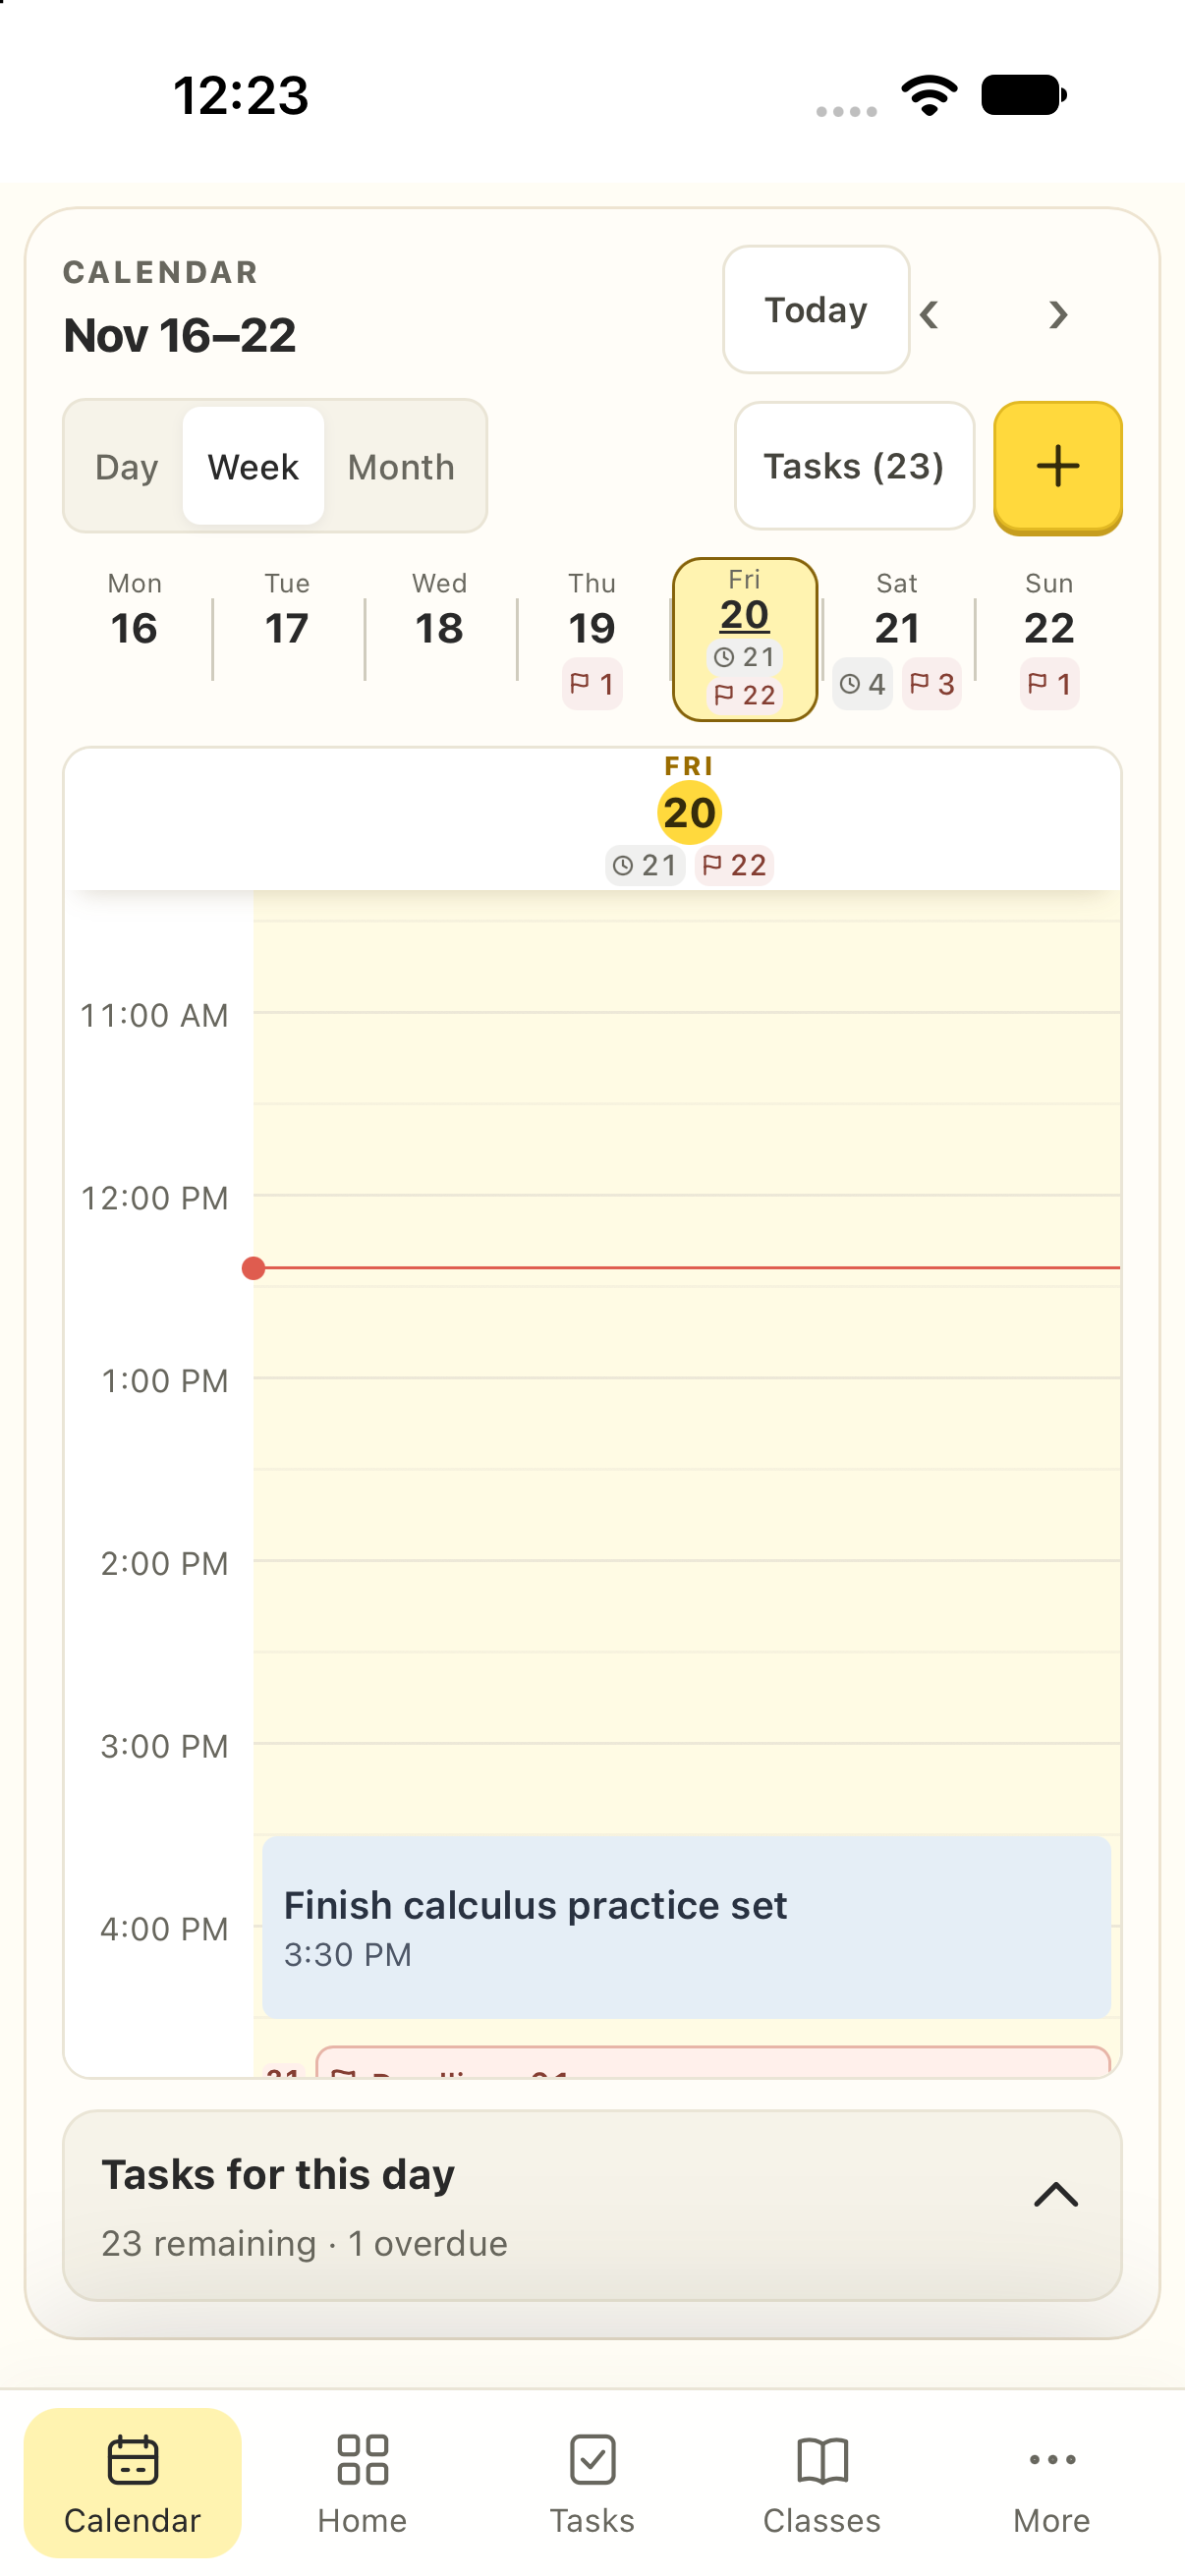 12:23
CALENDAR
Nov 16–22
Today
Day Week Month
Tasks (23)
Mon Tue Wed Thu Fri Sat Sun
16 17 18 19 20 21 22
1 21 22 4 3 1
FRI
20
21 22
11:00 AM
12:00 PM
1:00 PM
2:00 PM
3:00 PM
4:00 PM
Finish calculus practice set
3:30 PM
Tasks for this day
23 remaining · 1 overdue
Calendar Home Tasks Classes More